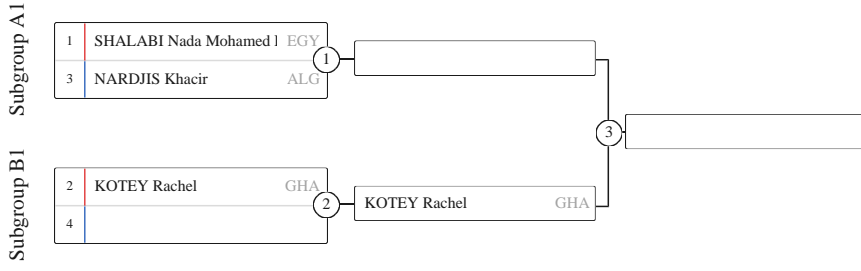 Subgroup A1
1 SHALABI Nada Mohamed EGY
3 NARDJIS Khacir ALG
1
3
Subgroup B1
2 KOTEY Rachel GHA
4
2
KOTEY Rachel GHA